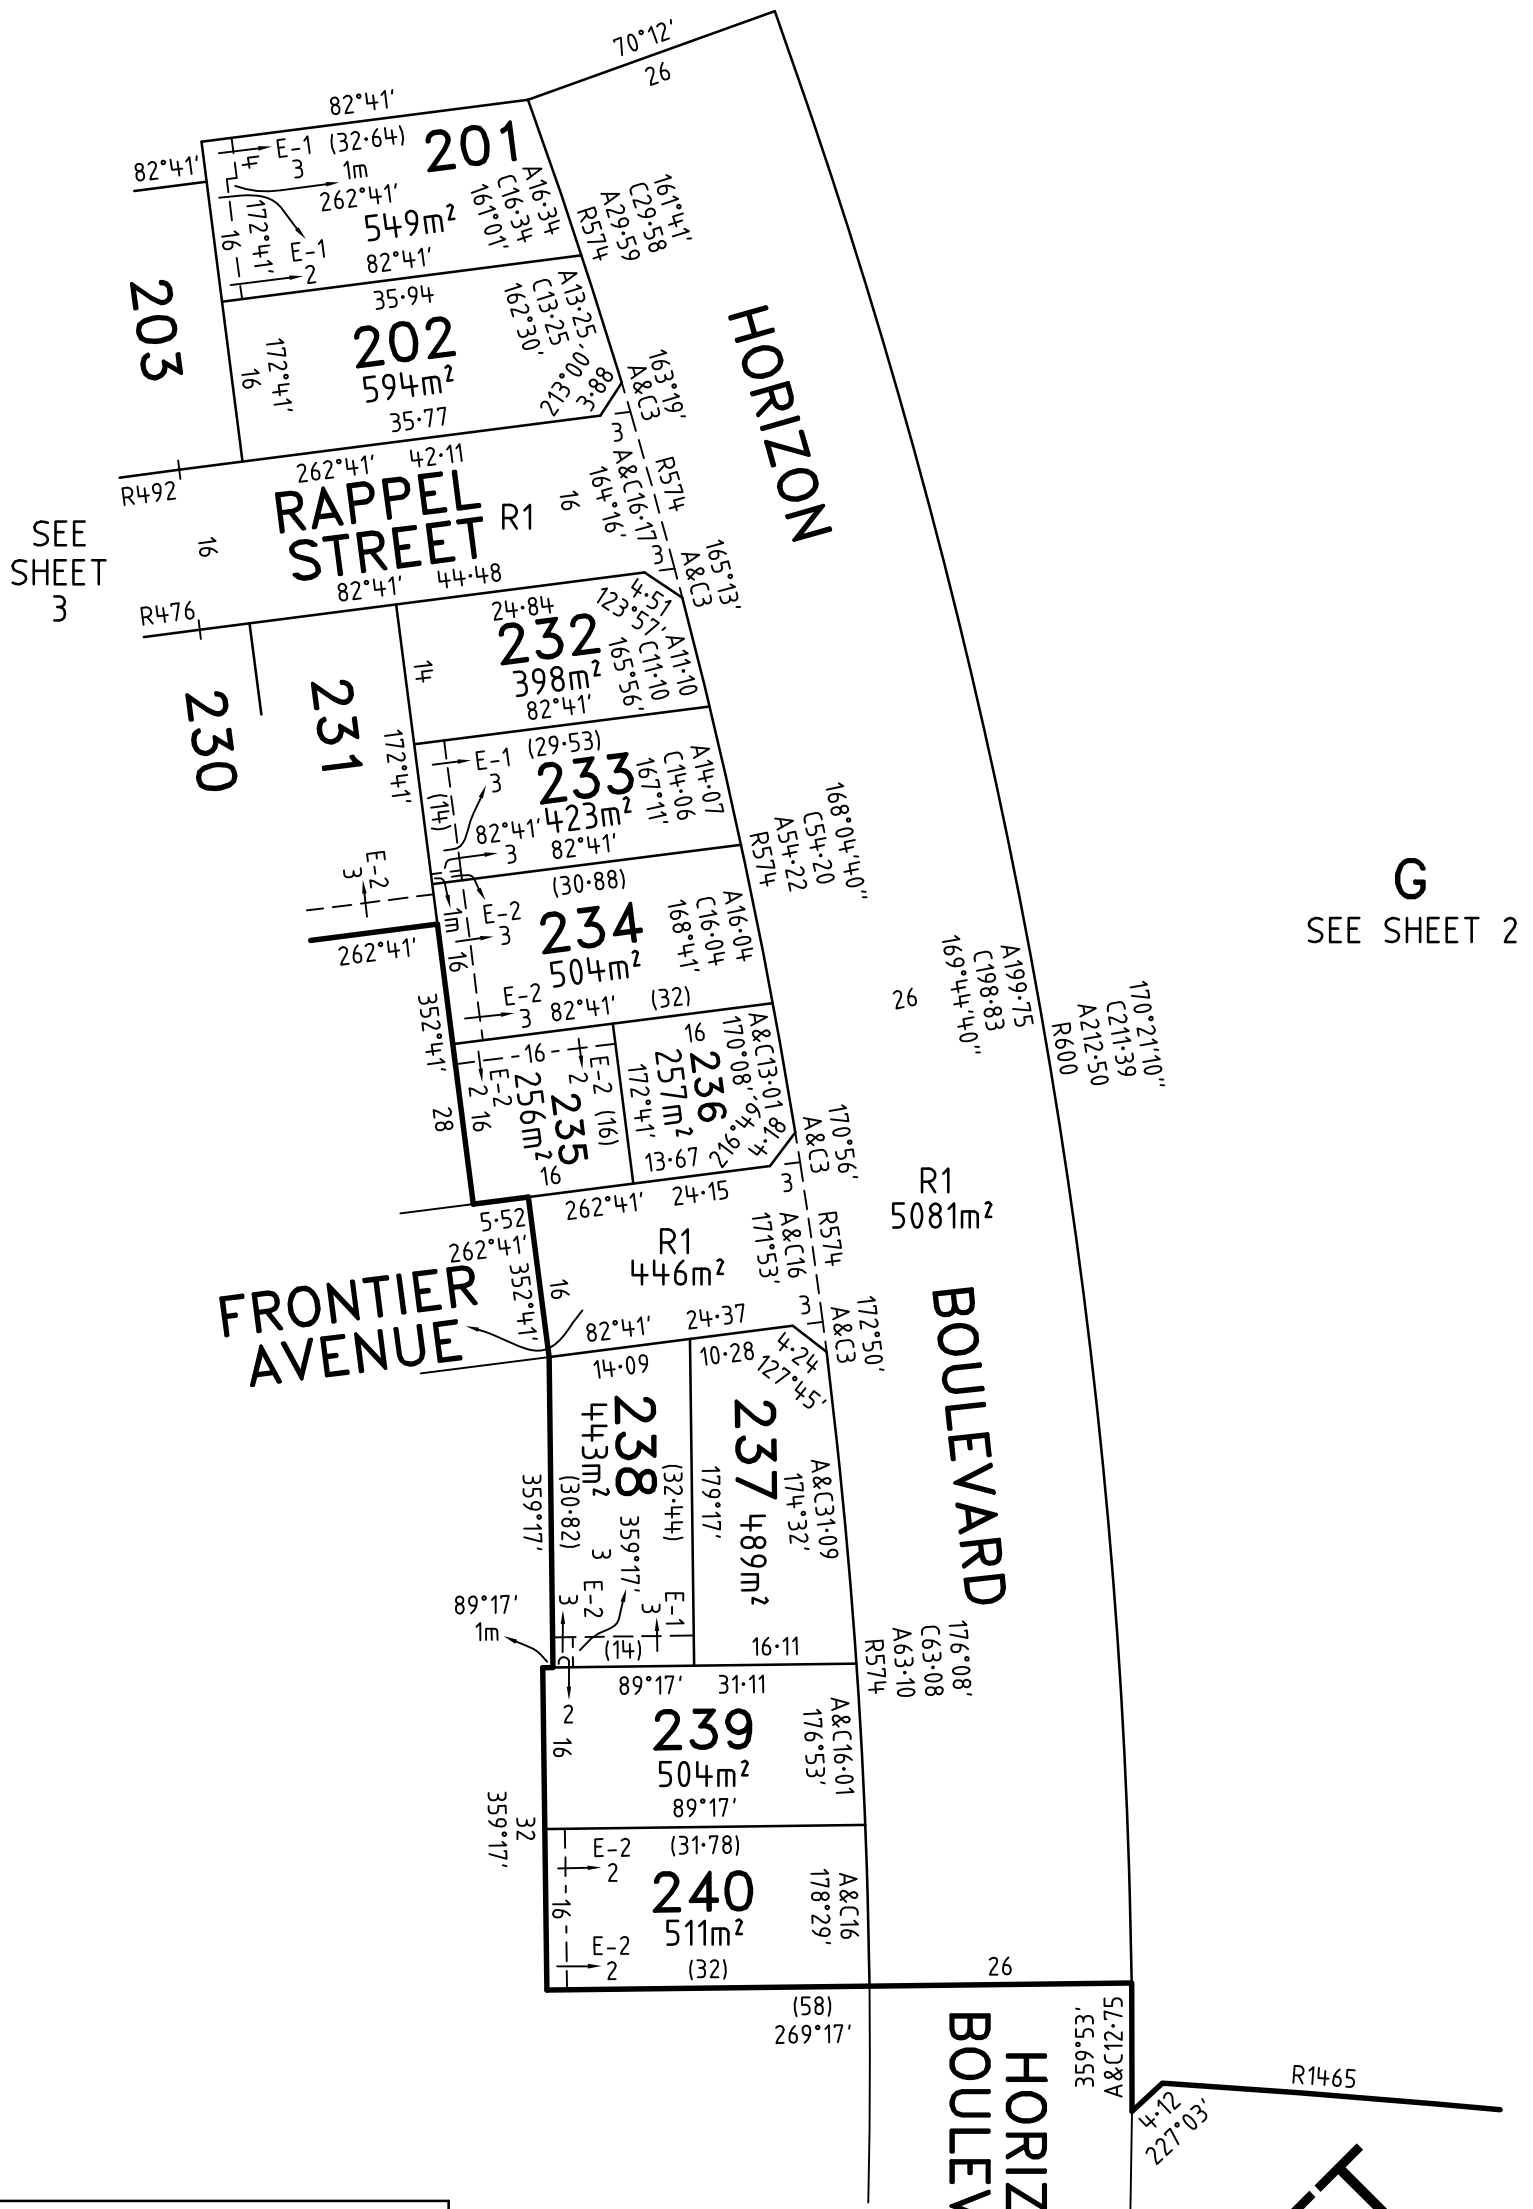 70°12'
26
82°41'
82°41'
E-1
3
(32·64)
4
1m
262°41'
201
549m²
A16·34
C16·34
161°01'
172°41'
16
E-1
2
82°41'
161°41'
C29·58
A29·59
R574
203
35·94
202
594m²
A13·25
C13·25
162°30'
172°41'
16
213°00'
3·88
35·77
163°19'
A&C3
HORIZON
262°41' 42·11
R492
RAPPEL
STREET
R1
16
16
3
A&C16·17
164°16'
R574
3
165°13'
A&C3
SEE
SHEET
3
82°41' 44·48
R476
230
231
24·84
4·51
123°57'
232
398m²
14
A11·10
C11·10
165°56'
82°41'
172°41'
(29·53)
E-1
3
233
423m²
A14·07
C14·06
167°11'
(14)
82°41'
3
82°41'
168°04'40"
C54·20
A54·22
R574
E-2
3
(30·88)
1m
E-2
3
234
504m²
A16·04
C16·04
168°41'
16
262°41'
E-2
3
82°41'
(32)
352°41'
28
G
SEE SHEET 2
26
A199·75
C198·83
169°44'40"
170°21'10"
C211·39
A212·50
R600
16
2
E-2
16
2
E-2
(16)
235
256m²
16
16
236
257m²
172°41'
A&C13·01
170°08'
216°49'
4·18
13·67
170°56'
A&C3
262°41' 24·15
5·52
262°41'
R1
446m²
3
A&C16
171°53'
R574
3
172°50'
A&C3
R1
5081m²
FRONTIER
AVENUE
352°41'
16
82°41' 24·37
14·09
10·28
4·24
127°45'
BOULEVARD
238
443m²
(30·82)
(32·44)
359°17'
237
489m²
179°17'
A&C31·09
174°32'
359°17'
3
3
E-2
3
E-1
(14)
16·11
89°17'
1m
176°08'
C63·08
A63·10
R574
89°17' 31·11
2
16
239
504m²
A&C16·01
176°53'
89°17'
32
359°17'
(31·78)
E-2
2
240
511m²
A&C16
178°29'
16
E-2
2
(32)
26
(58)
269°17'
HORIZ
BOULEV
359°53'
A&C12·75
R1465
4·12
227°03'